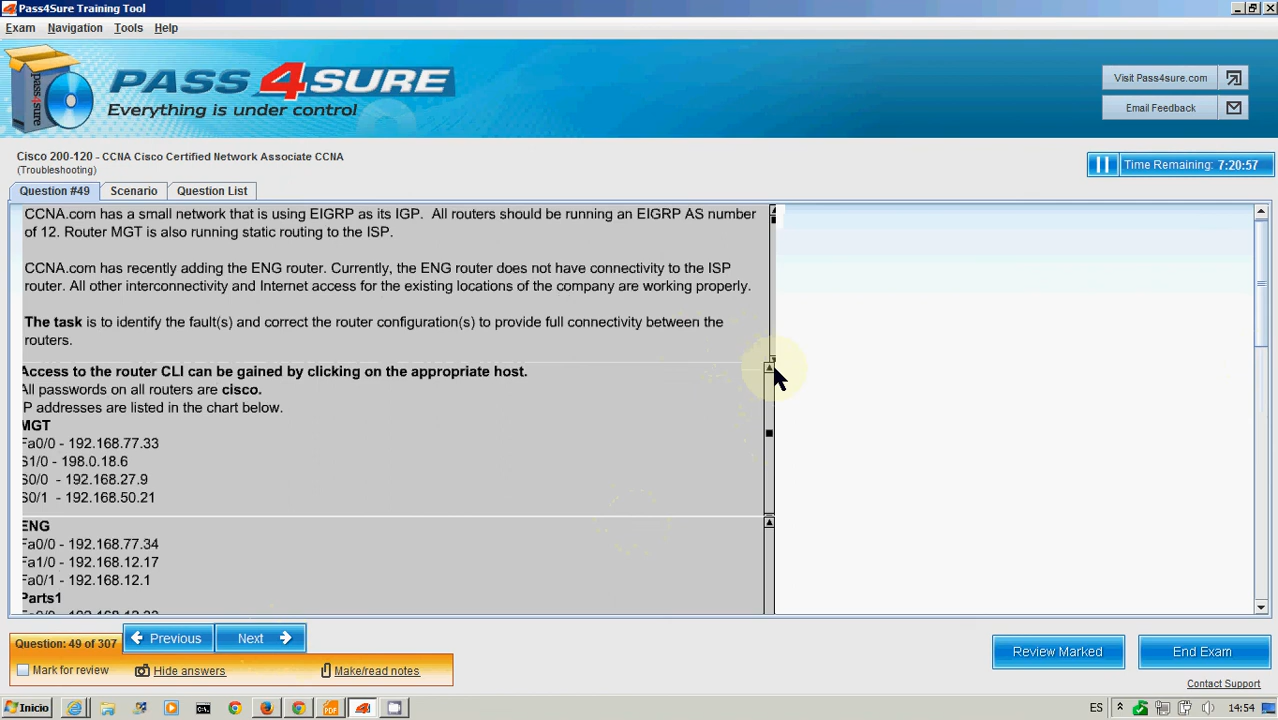 Pass4Sure Training Tool
Exam Navigation Tools Help
PASS 4SURE
Everything is under control
pass4sure
Visit Pass4sure.com
Email Feedback
Cisco 200-120 - CCNA Cisco Certified Network Associate CCNA
(Troubleshooting)
Time Remaining: 7:20:57
Question #49 Scenario Question List
CCNA.com has a small network that is using EIGRP as its IGP. All routers should be running an EIGRP AS number
of 12. Router MGT is also running static routing to the ISP.
CCNA.com has recently adding the ENG router. Currently, the ENG router does not have connectivity to the ISP
router. All other interconnectivity and Internet access for the existing locations of the company are working properly.
The task is to identify the fault(s) and correct the router configuration(s) to provide full connectivity between the
routers.
Access to the router CLI can be gained by clicking on the appropriate host.
All passwords on all routers are cisco.
IP addresses are listed in the chart below.
MGT
Fa0/0 - 192.168.77.33
S1/0 - 198.0.18.6
S0/0 - 192.168.27.9
S0/1 - 192.168.50.21
ENG
Fa0/0 - 192.168.77.34
Fa1/0 - 192.168.12.17
Fa0/1 - 192.168.12.1
Parts1
Fa0/0 - 192.168.12.33
Question: 49 of 307
Previous Next
Mark for review Hide answers Make/read notes
Review Marked End Exam
Contact Support
Inicio
PDF
4
ES 14:54